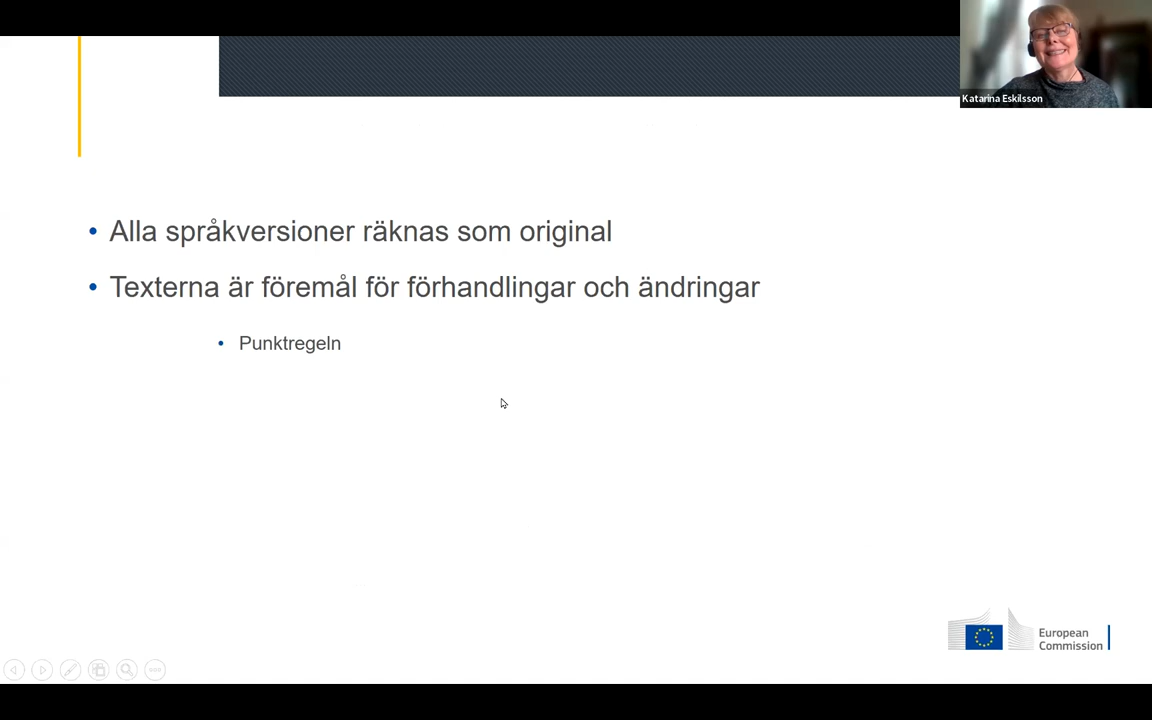 Katarina Eskilsson
Alla språkversioner räknas som original
Texterna är föremål för förhandlingar och ändringar
Punktregeln
European
Commission